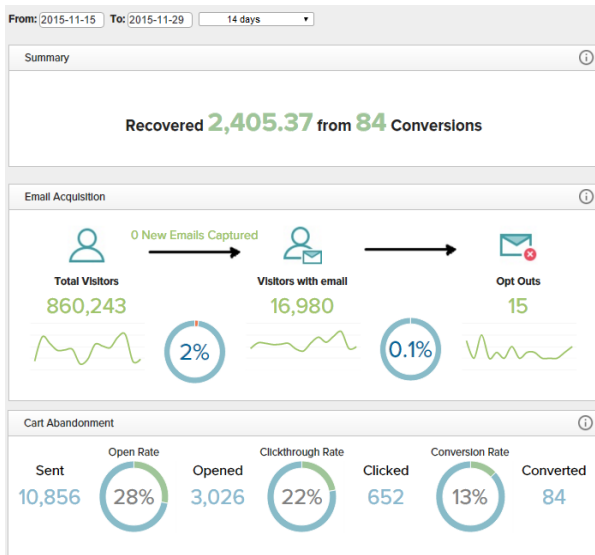 From: 2015-11-15 To: 2015-11-29 14 days
Summary
Recovered 2,405.37 from 84 Conversions
Email Acquisition
0 New Emails Captured
Total Visitors Visitors with email Opt Outs
860,243 16,980 15
2% 0.1%
Cart Abandonment
Open Rate Clickthrough Rate Conversion Rate
Sent Opened Clicked Converted
10,856 28% 3,026 22% 652 13% 84